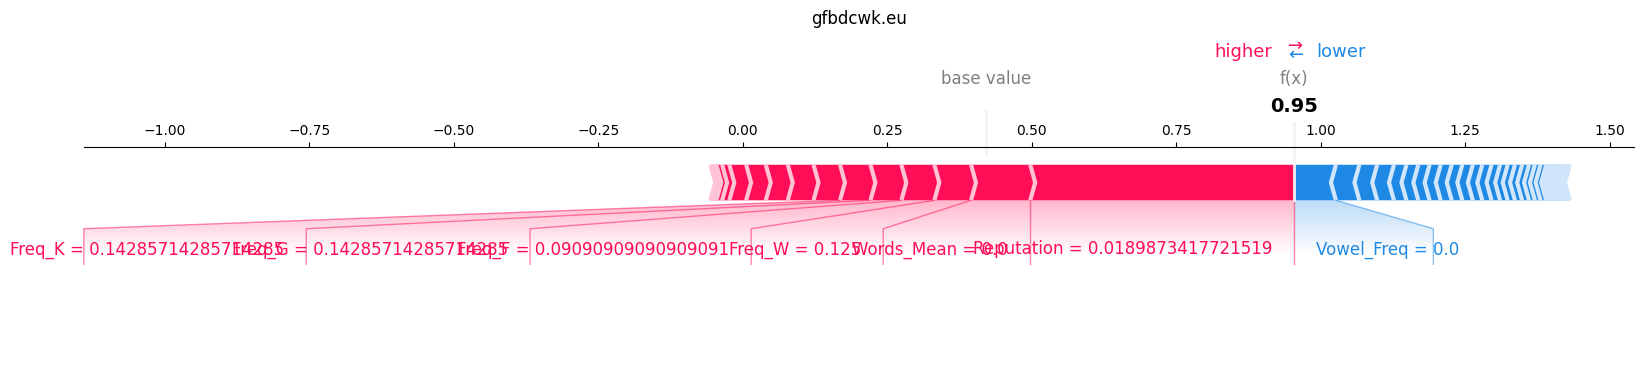 gfbdcwk.eu
higher → ← lower
base value f(x)
0.95
−1.00 −0.75 −0.50 −0.25 0.00 0.25 0.50 0.75 1.00 1.25 1.50
Freq_K = 0.14285714285714285 Freq_G = 0.14285714285714285 Freq_F = 0.09090909090909091 Freq_W = 0.125 Words_Mean = 0.0 Reputation = 0.0189873417721519 Vowel_Freq = 0.0